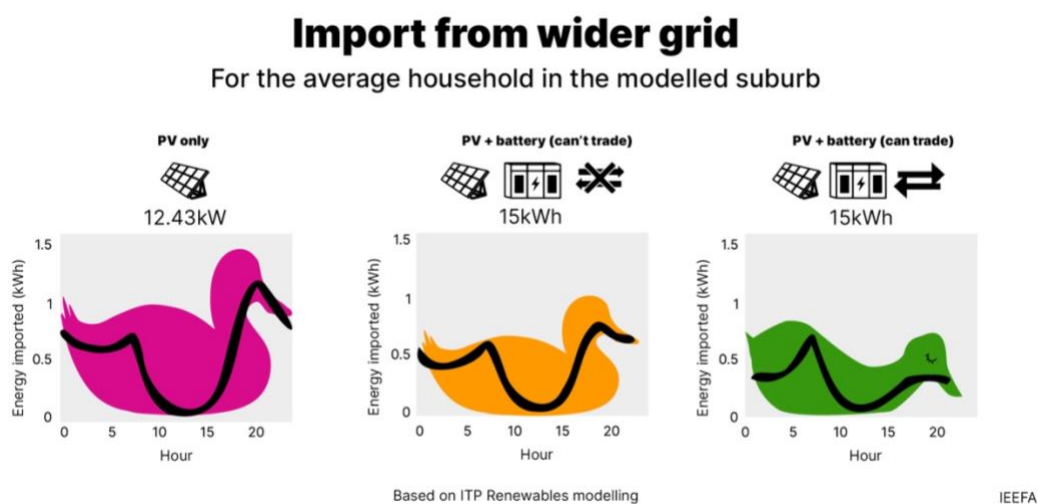 Import from wider grid
For the average household in the modelled suburb
PV only
12.43kW
Energy imported (kWh)
1.5
1
0.5
0
0 5 10 15 20
Hour
PV + battery (can't trade)
15kWh
Energy imported (kWh)
1.5
1
0.5
0
0 5 10 15 20
Hour
PV + battery (can trade)
15kWh
Energy imported (kWh)
1.5
1
0.5
0
0 5 10 15 20
Hour
Based on ITP Renewables modelling
IEEFA